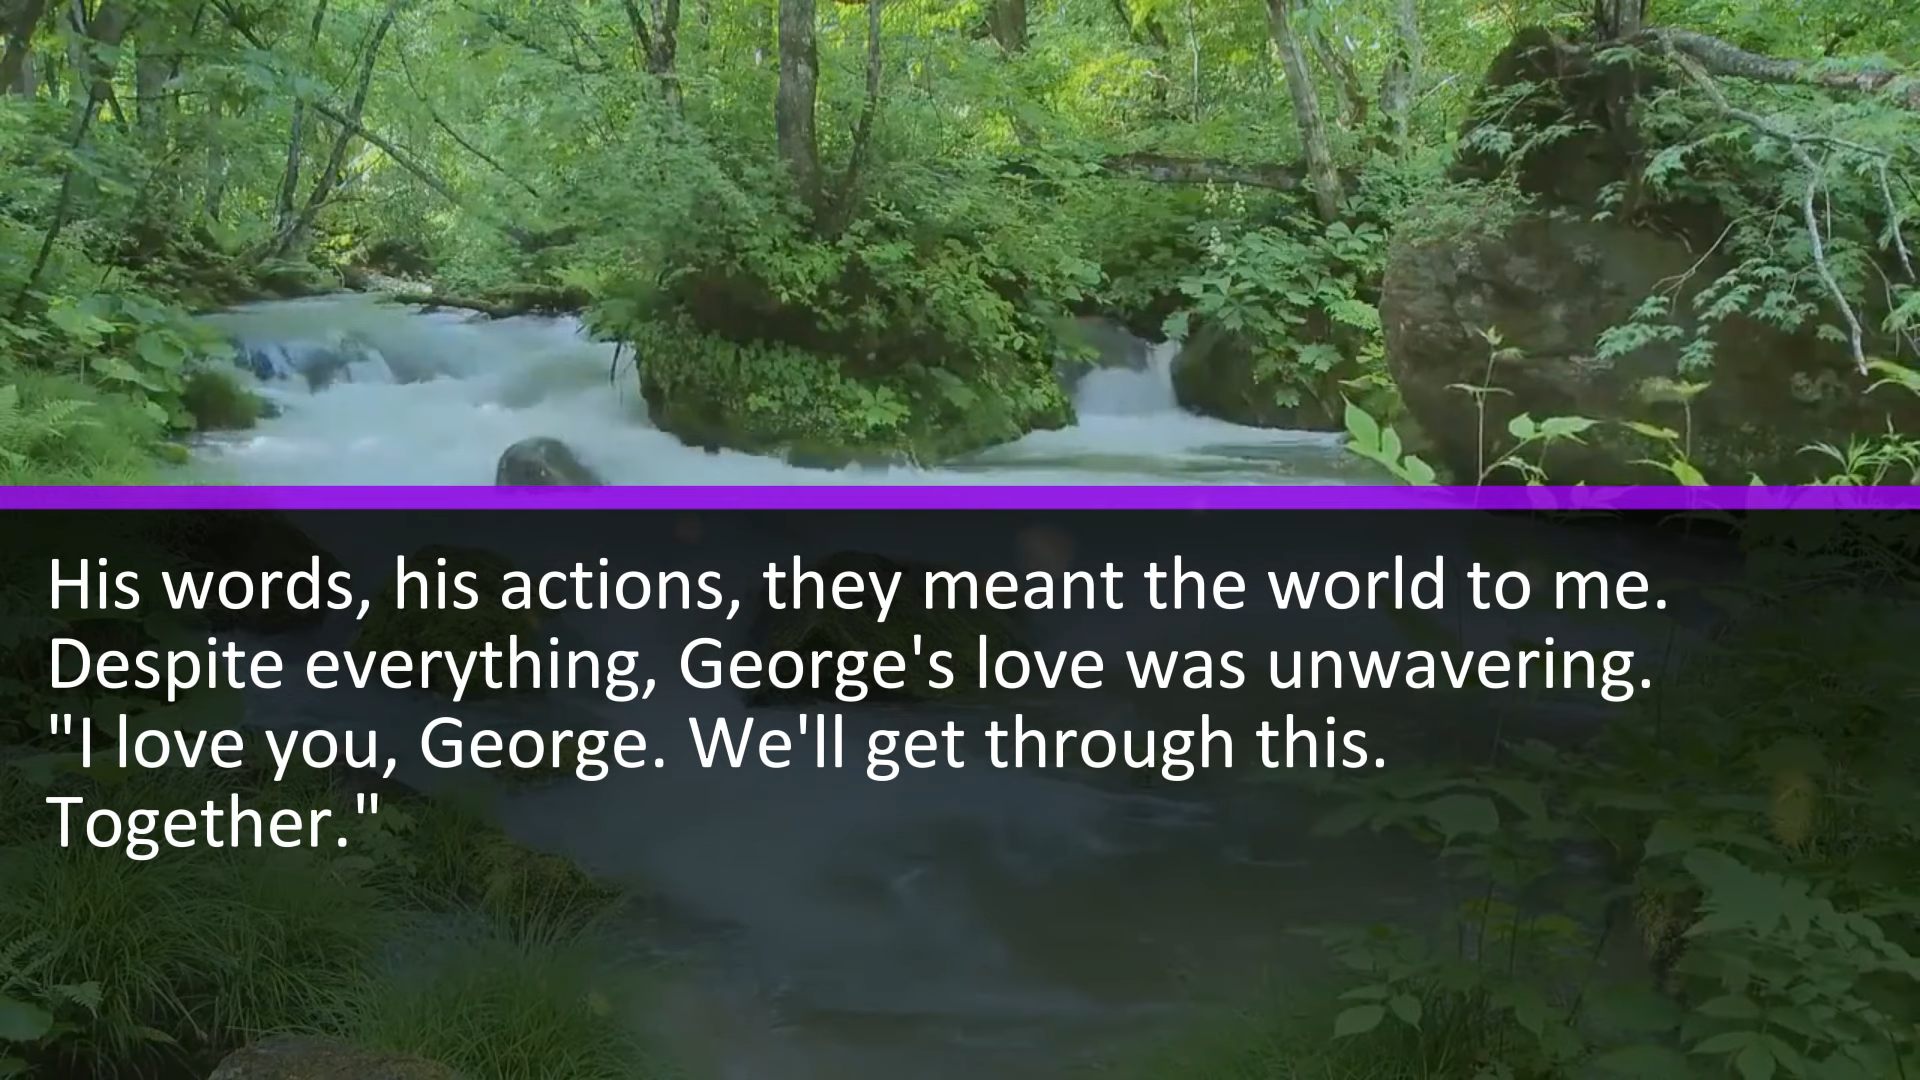 His words, his actions, they meant the world to me.
Despite everything, George's love was unwavering.
"I love you, George. We'll get through this.
Together."